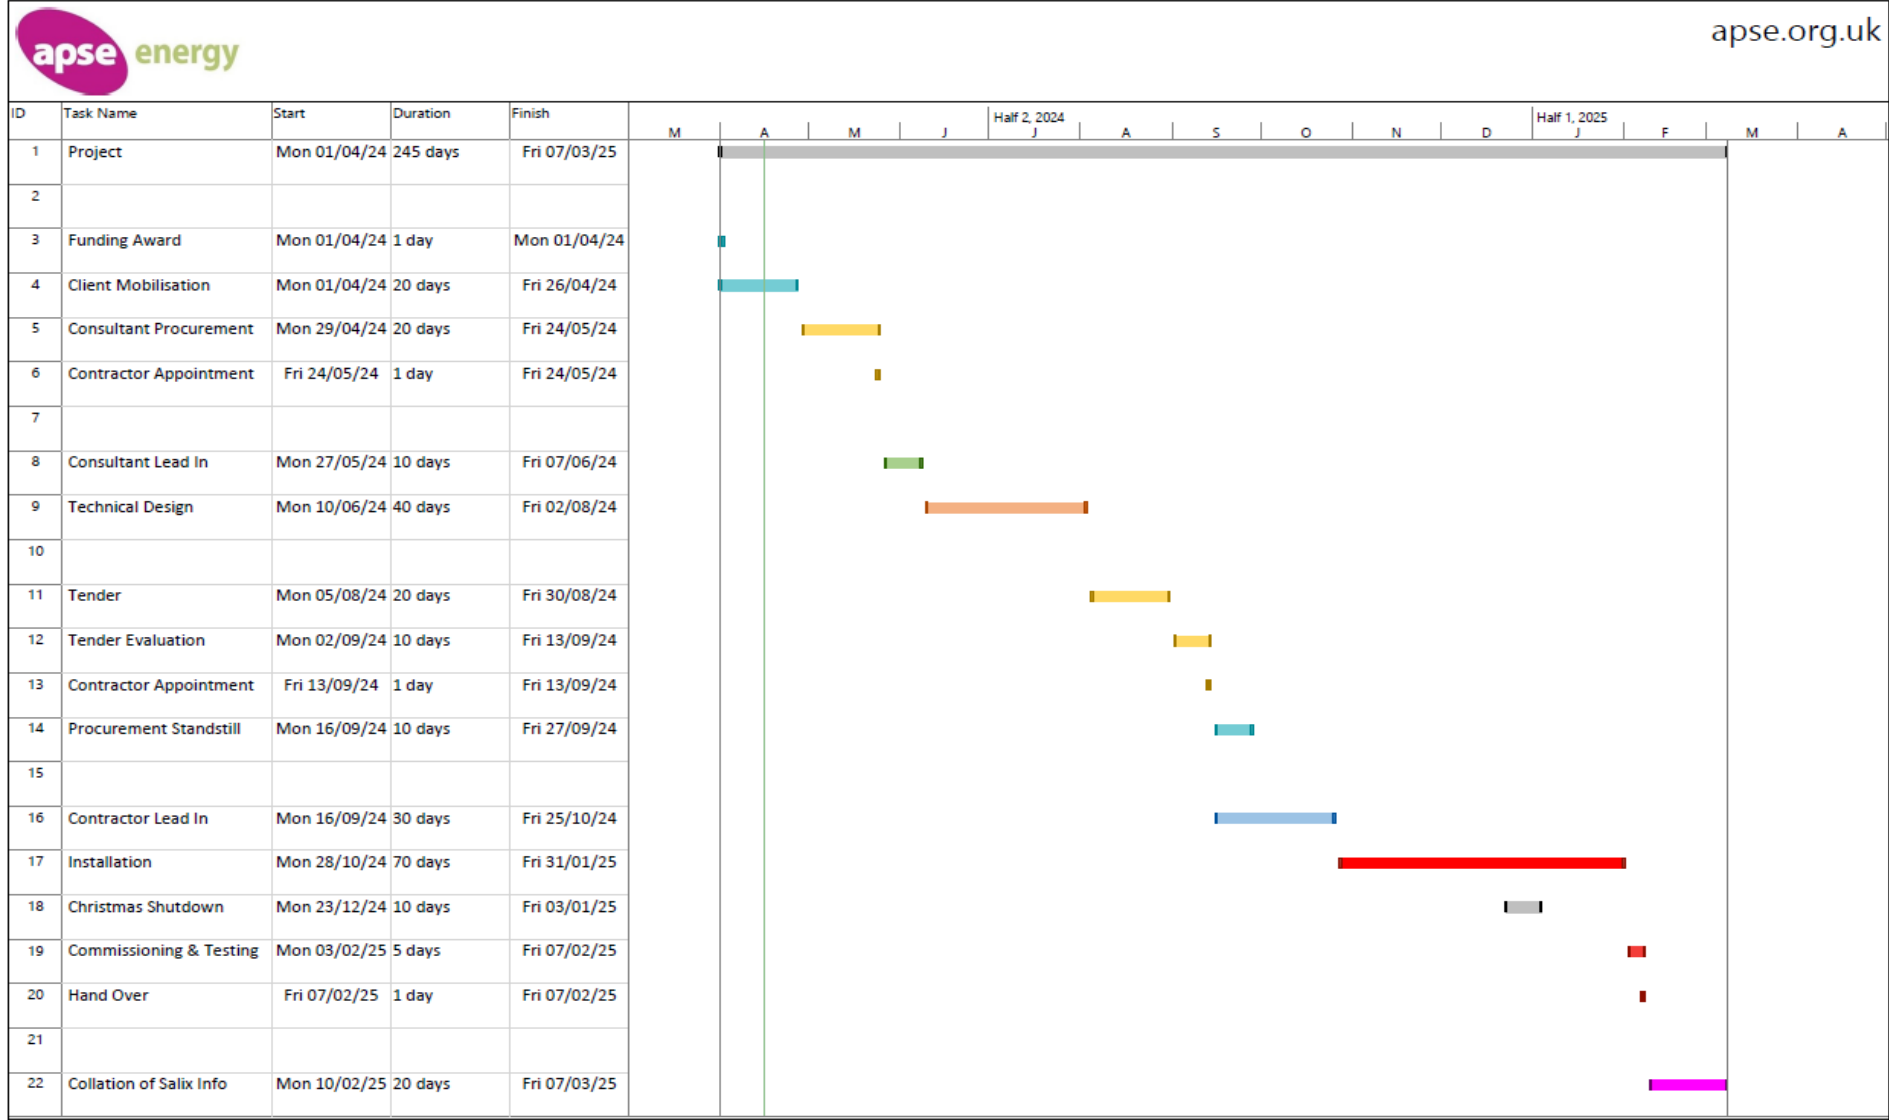 apse energy
apse.org.uk
ID Task Name Start Duration Finish
Half 2, 2024 Half 1, 2025
M A M J J A S O N D J F M A
1 Project Mon 01/04/24 245 days Fri 07/03/25
2
3 Funding Award Mon 01/04/24 1 day Mon 01/04/24
4 Client Mobilisation Mon 01/04/24 20 days Fri 26/04/24
5 Consultant Procurement Mon 29/04/24 20 days Fri 24/05/24
6 Contractor Appointment Fri 24/05/24 1 day Fri 24/05/24
7
8 Consultant Lead In Mon 27/05/24 10 days Fri 07/06/24
9 Technical Design Mon 10/06/24 40 days Fri 02/08/24
10
11 Tender Mon 05/08/24 20 days Fri 30/08/24
12 Tender Evaluation Mon 02/09/24 10 days Fri 13/09/24
13 Contractor Appointment Fri 13/09/24 1 day Fri 13/09/24
14 Procurement Standstill Mon 16/09/24 10 days Fri 27/09/24
15
16 Contractor Lead In Mon 16/09/24 30 days Fri 25/10/24
17 Installation Mon 28/10/24 70 days Fri 31/01/25
18 Christmas Shutdown Mon 23/12/24 10 days Fri 03/01/25
19 Commissioning & Testing Mon 03/02/25 5 days Fri 07/02/25
20 Hand Over Fri 07/02/25 1 day Fri 07/02/25
21
22 Collation of Salix Info Mon 10/02/25 20 days Fri 07/03/25